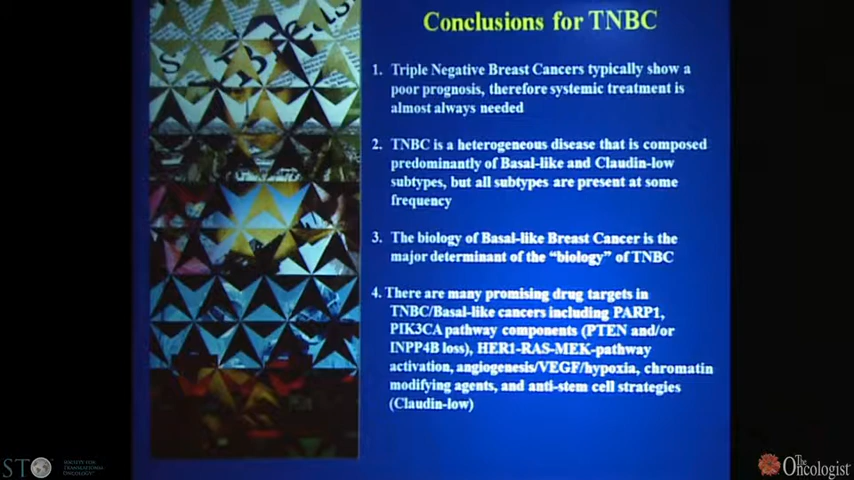 Conclusions for TNBC
1. Triple Negative Breast Cancers typically show a
poor prognosis, therefore systemic treatment is
almost always needed
2. TNBC is a heterogeneous disease that is composed
predominantly of Basal-like and Claudin-low
subtypes, but all subtypes are present at some
frequency
3. The biology of Basal-like Breast Cancer is the
major determinant of the “biology” of TNBC
4. There are many promising drug targets in
TNBC/Basal-like cancers including PARP1,
PIK3CA pathway components (PTEN and/or
INPP4B loss), HER1-RAS-MEK-pathway
activation, angiogenesis/VEGF/hypoxia, chromatin
modifying agents, and anti-stem cell strategies
(Claudin-low)
STO
SOCIETY FOR
TRANSLATIONAL
ONCOLOGY
The
Oncologist